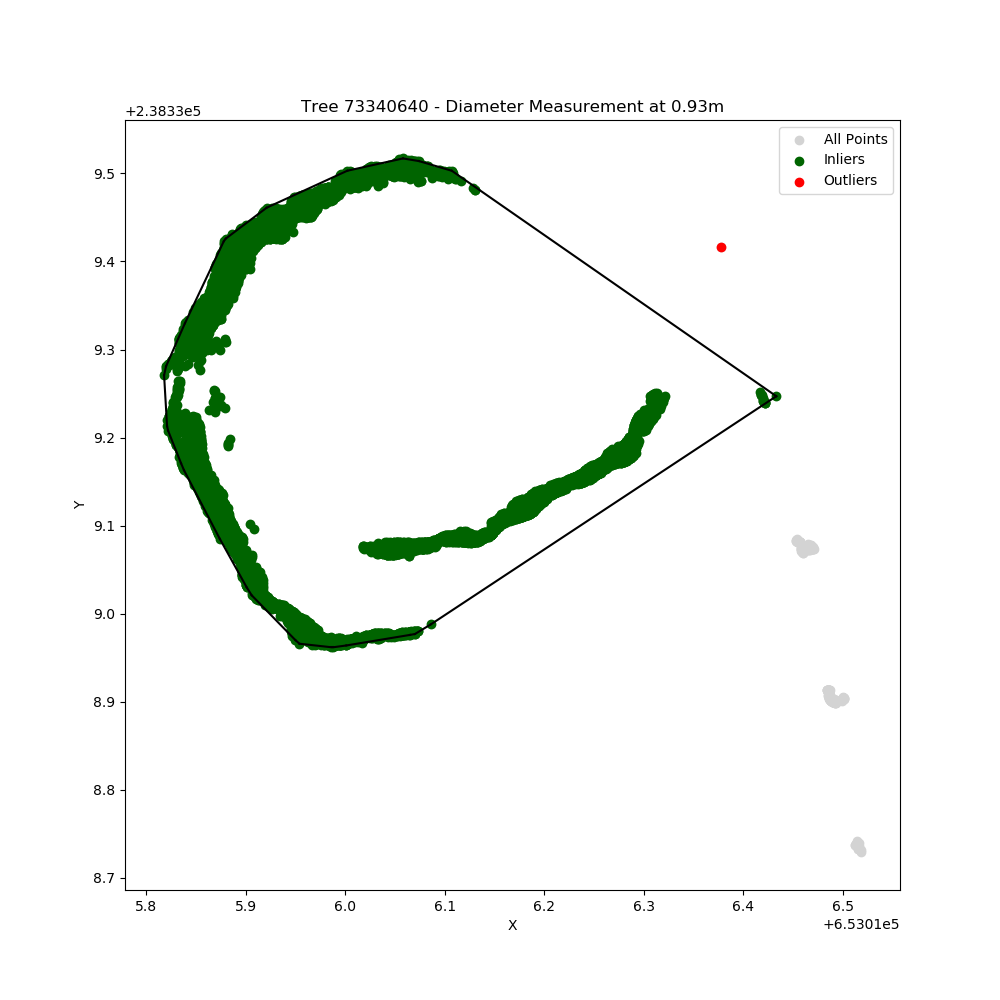 Tree 73340640 - Diameter Measurement at 0.93m
+2.3833e5
All Points
Inliers
Outliers
9.5
9.4
9.3
9.2
9.1
9.0
8.9
8.8
8.7
Y
5.8 5.9 6.0 6.1 6.2 6.3 6.4 6.5
X
+6.5301e5